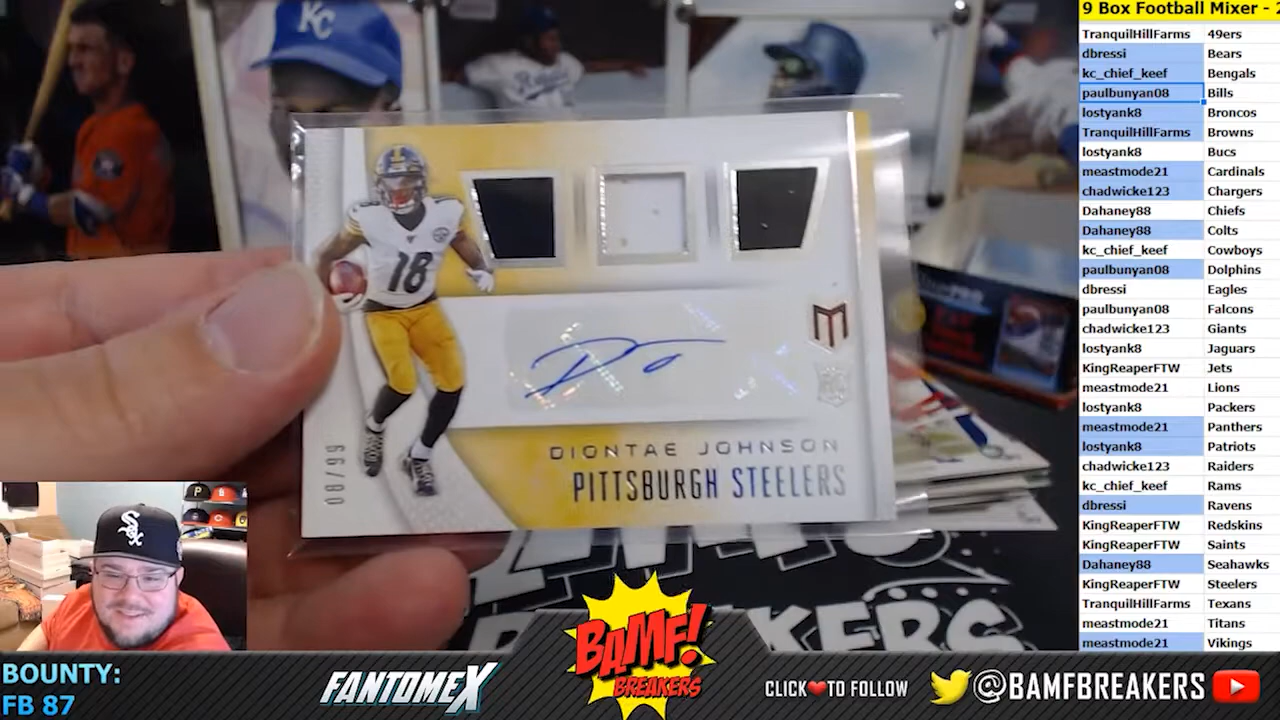 KC
Royals
18
DIONTAE JOHNSON
PITTSBURGH STEELERS
08/99
Sox
P
C
BOUNTY:
FB 87
FANTOMEX
BAMF!
BREAKERS
CLICK❤TO FOLLOW
@BAMFBREAKERS
9 Box Football Mixer - 2
TranquilHillFarms 49ers
dbressi Bears
kc_chief_keef Bengals
paulbunyan08 Bills
lostyank8 Broncos
TranquilHillFarms Browns
lostyank8 Bucs
meastmode21 Cardinals
chadwicke123 Chargers
Dahaney88 Chiefs
Dahaney88 Colts
kc_chief_keef Cowboys
paulbunyan08 Dolphins
dbressi Eagles
paulbunyan08 Falcons
chadwicke123 Giants
lostyank8 Jaguars
KingReaperFTW Jets
meastmode21 Lions
lostyank8 Packers
meastmode21 Panthers
lostyank8 Patriots
chadwicke123 Raiders
kc_chief_keef Rams
dbressi Ravens
KingReaperFTW Redskins
KingReaperFTW Saints
Dahaney88 Seahawks
KingReaperFTW Steelers
TranquilHillFarms Texans
meastmode21 Titans
meastmode21 Vikings